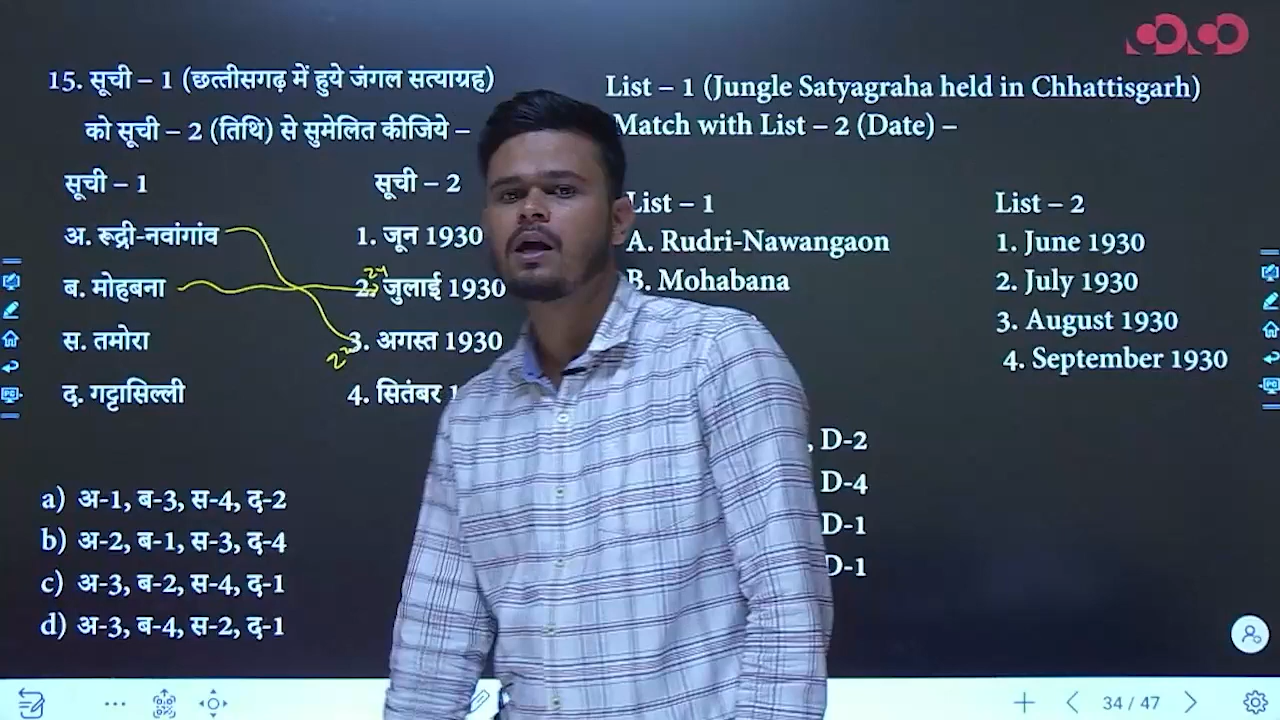 15. सूची – 1 (छत्तीसगढ़ में हुये जंगल सत्याग्रह)
को सूची – 2 (तिथि) से सुमेलित कीजिये –
सूची – 1 सूची – 2
अ. रूद्री-नवांगांव 1. जून 1930
ब. मोहबना 2. जुलाई 1930
स. तमोरा 3. अगस्त 1930
द. गट्टासिल्ली 4. सितंबर
a) अ-1, ब-3, स-4, द-2
b) अ-2, ब-1, स-3, द-4
c) अ-3, ब-2, स-4, द-1
d) अ-3, ब-4, स-2, द-1
List – 1 (Jungle Satyagraha held in Chhattisgarh)
Match with List – 2 (Date) –
List – 1 List – 2
A. Rudri-Nawangaon 1. June 1930
B. Mohabana 2. July 1930
3. August 1930
4. September 1930
, D-2
D-4
D-1
D-1
34 / 47